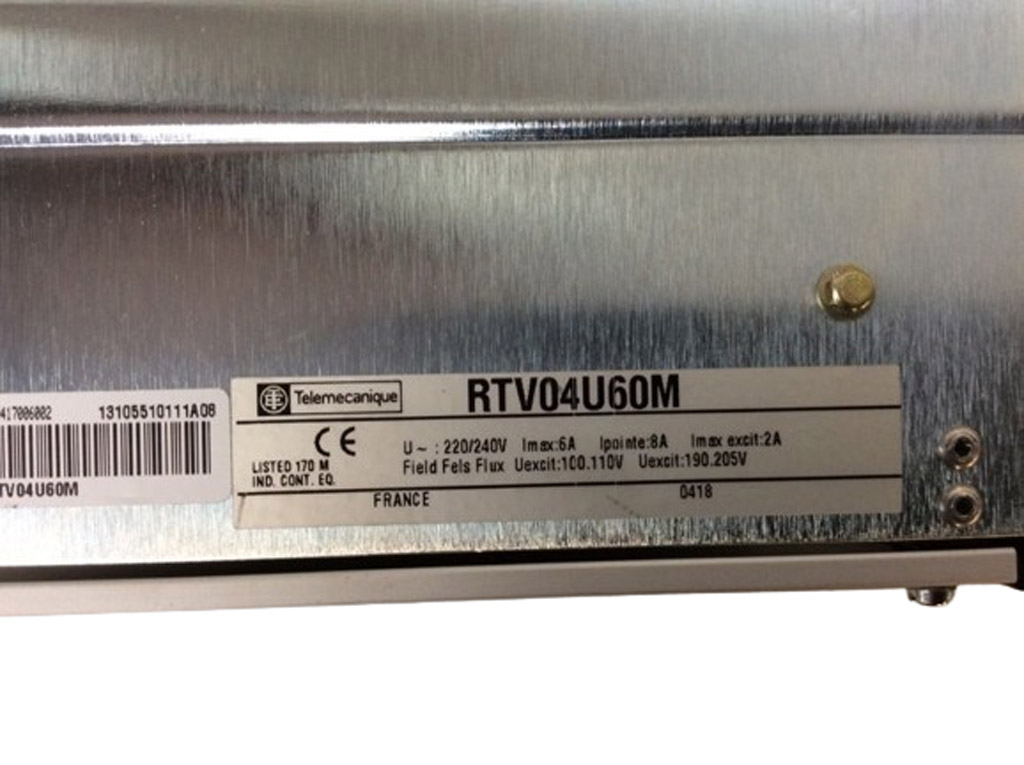 417006002 13105510111A08
TV04U60M
Telemecanique RTV04U60M
CE
U~ : 220/240V Imax:6A Ipointe:8A Imax excit:2A
LISTED 170 M
IND. CONT. EQ.
Field Fels Flux Uexcit:100.110V Uexcit:190.205V
FRANCE 0418